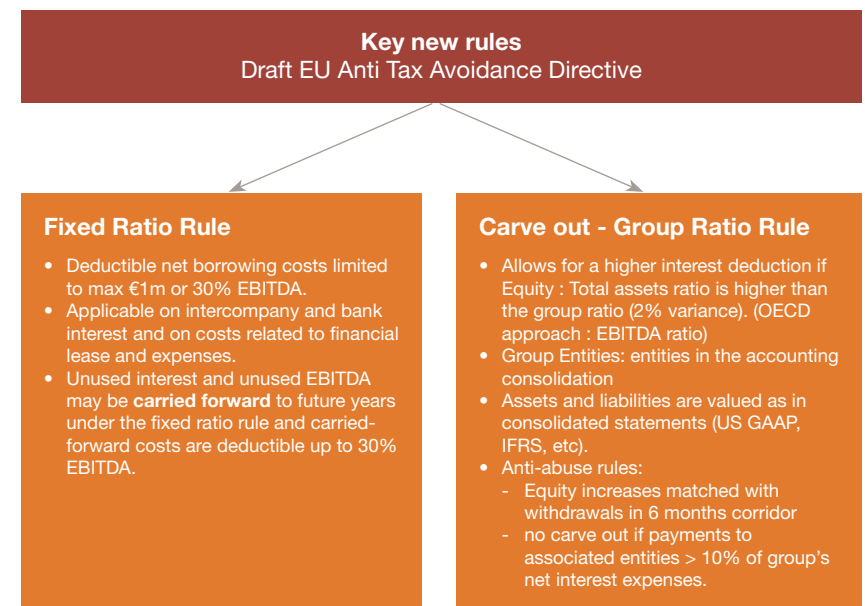 Key new rules
Draft EU Anti Tax Avoidance Directive
Fixed Ratio Rule
• Deductible net borrowing costs limited
to max €1m or 30% EBITDA.
• Applicable on intercompany and bank
interest and on costs related to financial
lease and expenses.
• Unused interest and unused EBITDA
may be carried forward to future years
under the fixed ratio rule and carried-
forward costs are deductible up to 30%
EBITDA.
Carve out - Group Ratio Rule
• Allows for a higher interest deduction if
Equity : Total assets ratio is higher than
the group ratio (2% variance). (OECD
approach : EBITDA ratio)
• Group Entities: entities in the accounting
consolidation
• Assets and liabilities are valued as in
consolidated statements (US GAAP,
IFRS, etc).
• Anti-abuse rules:
- Equity increases matched with
withdrawals in 6 months corridor
- no carve out if payments to
associated entities > 10% of group's
net interest expenses.